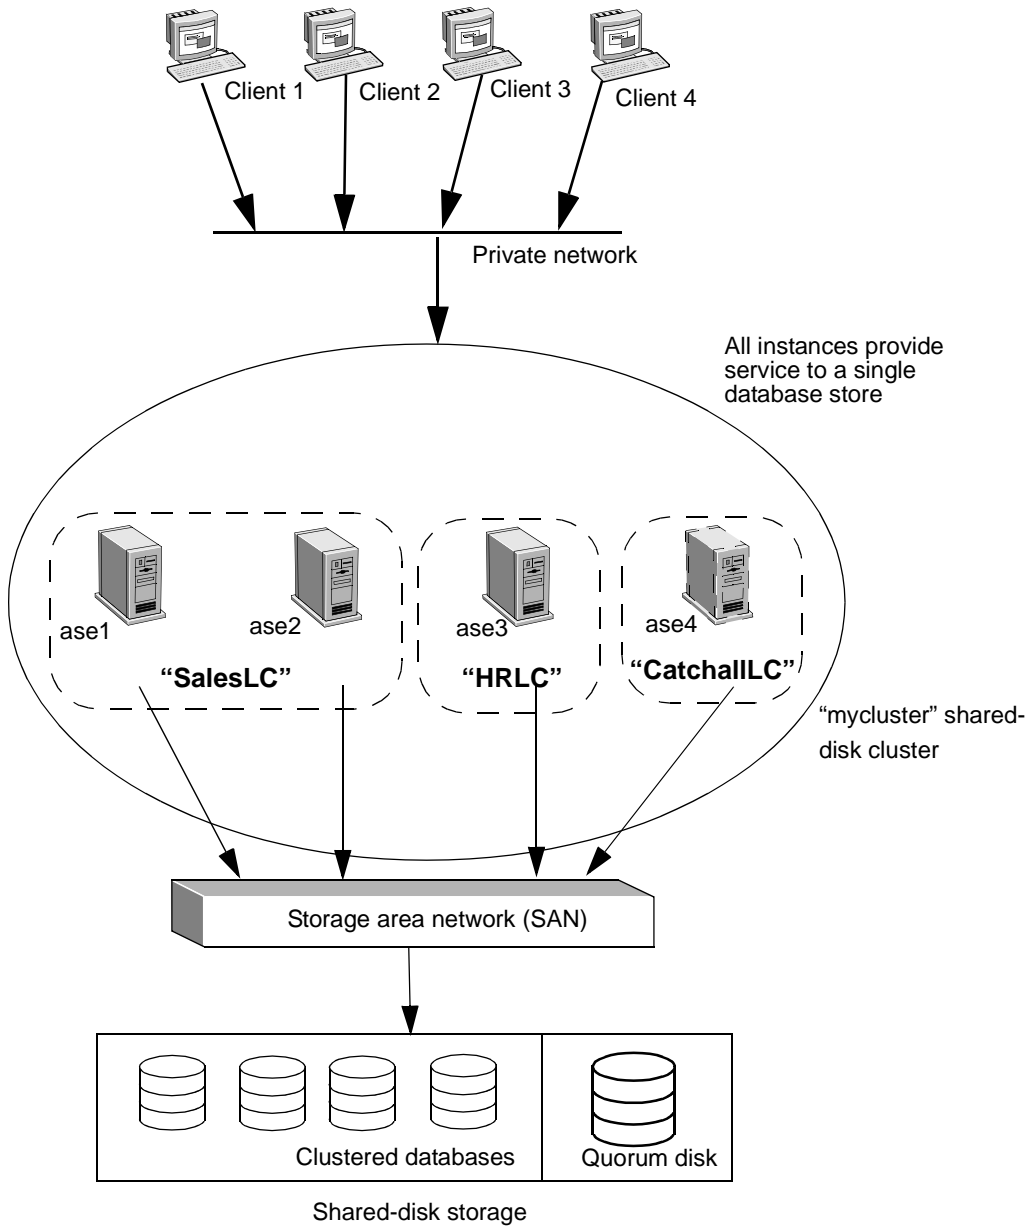 Client 1
Client 2
Client 3
Client 4
Private network
All instances provide
service to a single
database store
ase1
ase2
ase3
ase4
“SalesLC”
“HRLC”
“CatchallLC”
“mycluster” shared-
disk cluster
Storage area network (SAN)
Clustered databases
Quorum disk
Shared-disk storage